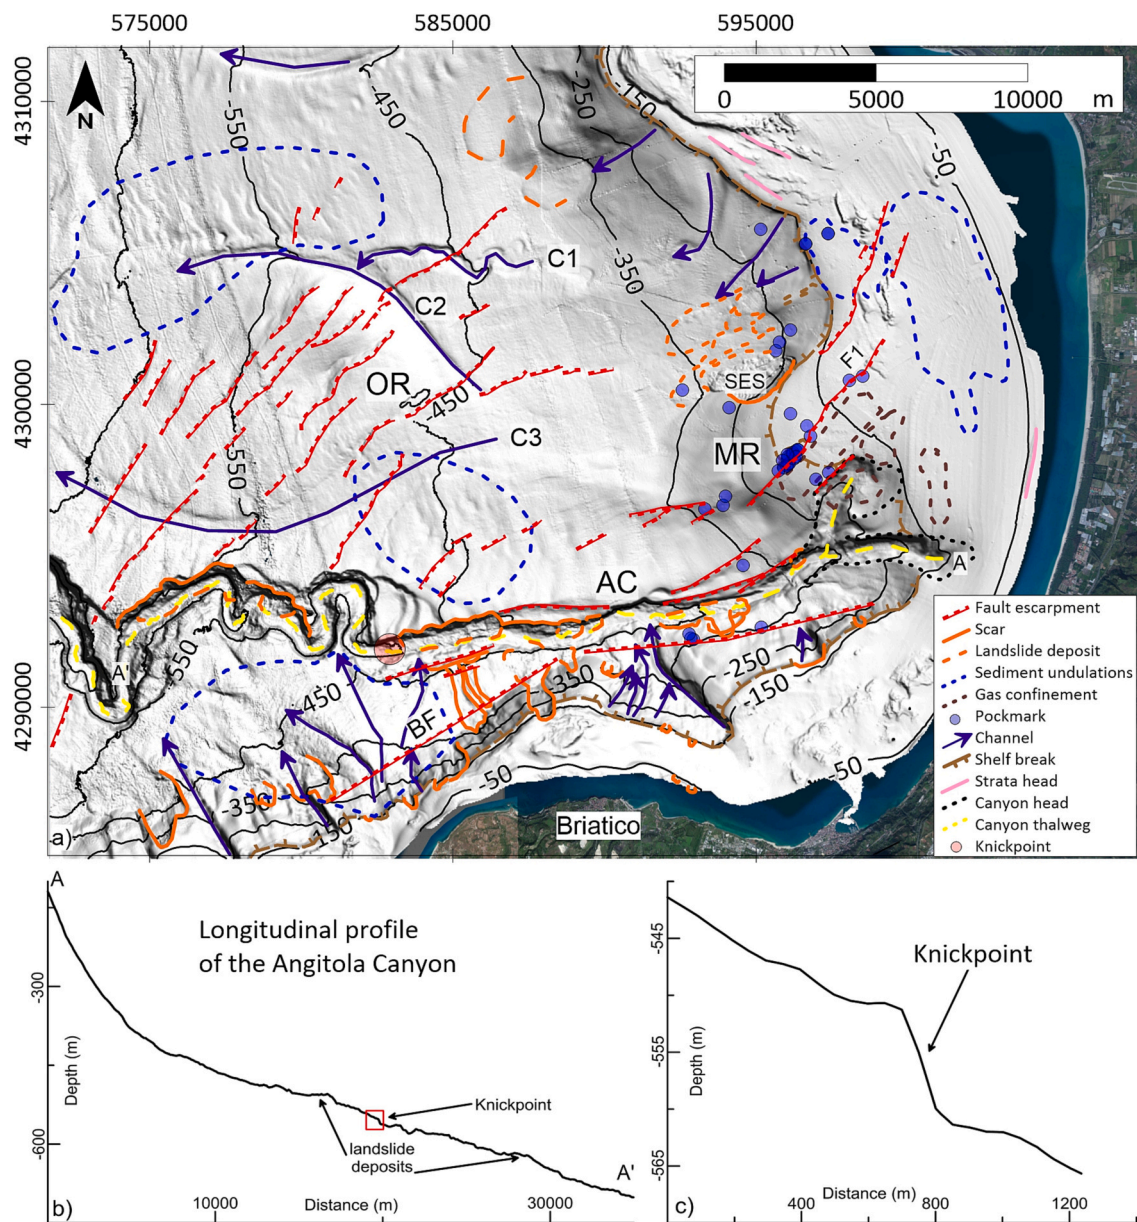 575000
585000
595000
4310000
4300000
4290000
N
0
5000
10000
m
-550
-450
-250
-150
-50
-350
C1
C2
OR
-450
C3
-550
SES
F1
MR
AC
A
A'
-550
-450
BF
-350
-250
-150
-350
-150
-50
-50
Briatico
a)
Fault escarpment
Scar
Landslide deposit
Sediment undulations
Gas confinement
Pockmark
Channel
Shelf break
Strata head
Canyon head
Canyon thalweg
Knickpoint
A
Longitudinal profile
of the Angitola Canyon
-300
Depth (m)
-600
Knickpoint
landslide
deposits
A'
b)
10000
Distance (m)
30000
-545
Knickpoint
-555
Depth (m)
-565
c)
400
Distance (m)
800
1200